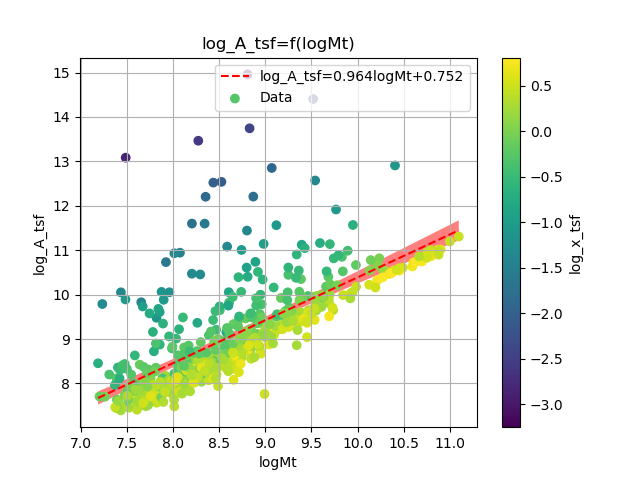 log_A_tsf=f(logMt)
log_A_tsf=0.964logMt+0.752
Data
15
14
13
12
11
10
9
8
log_A_tsf
7.0 7.5 8.0 8.5 9.0 9.5 10.0 10.5 11.0
logMt
0.5
0.0
−0.5
−1.0
−1.5
−2.0
−2.5
−3.0
log_x_tsf